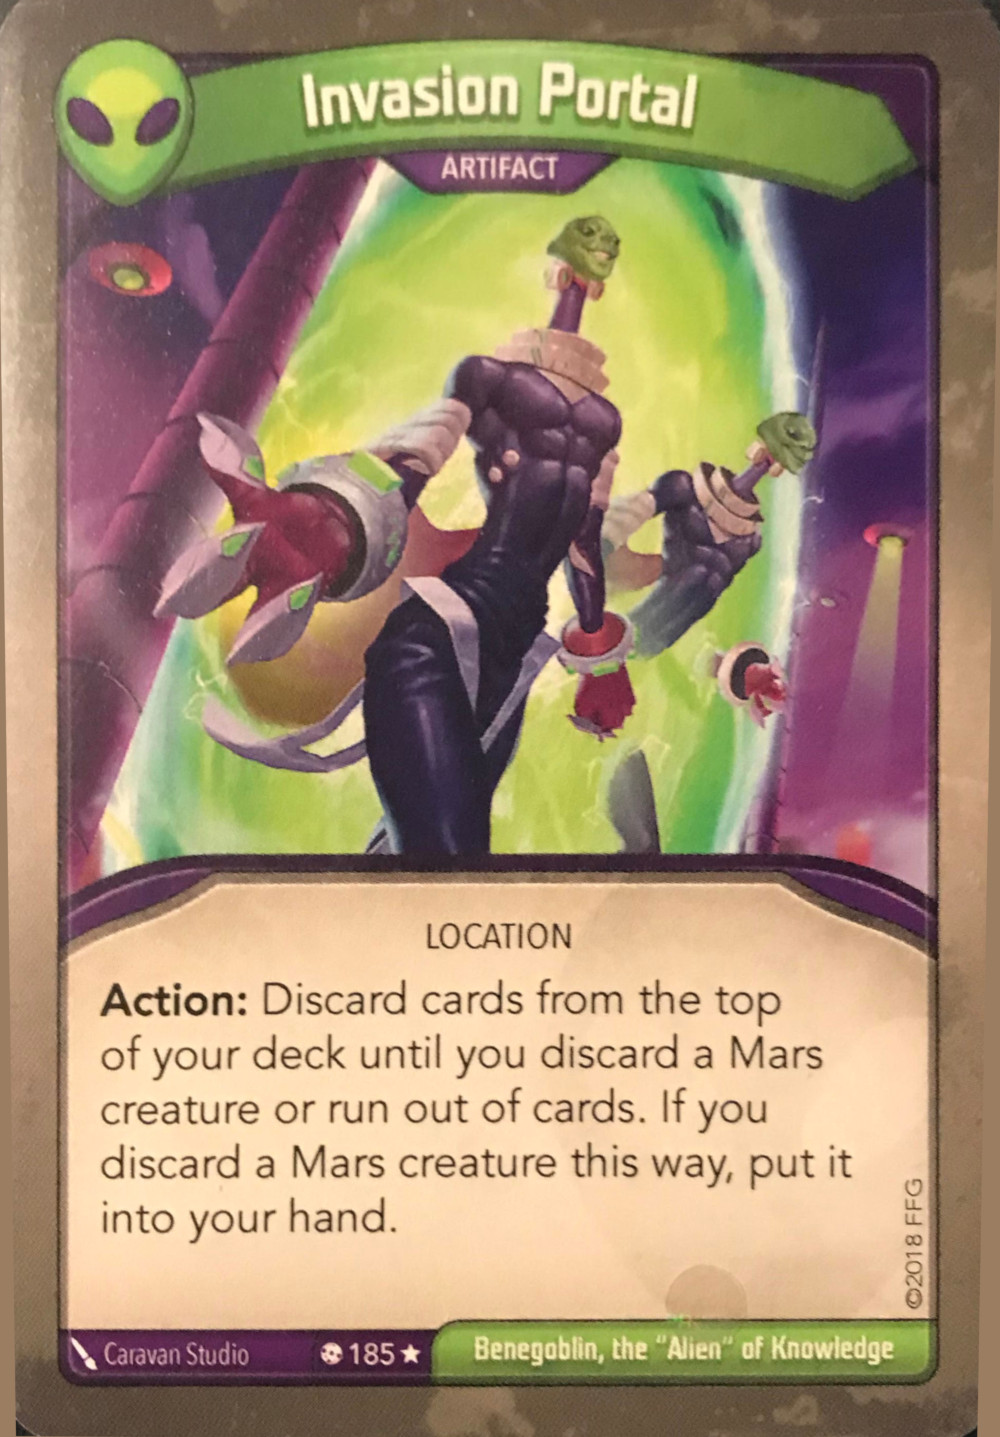 Invasion Portal
ARTIFACT
LOCATION
Action: Discard cards from the top
of your deck until you discard a Mars
creature or run out of cards. If you
discard a Mars creature this way, put it
into your hand.
©2018 FFG
Caravan Studio
185★
Benegoblin, the "Alien" of Knowledge